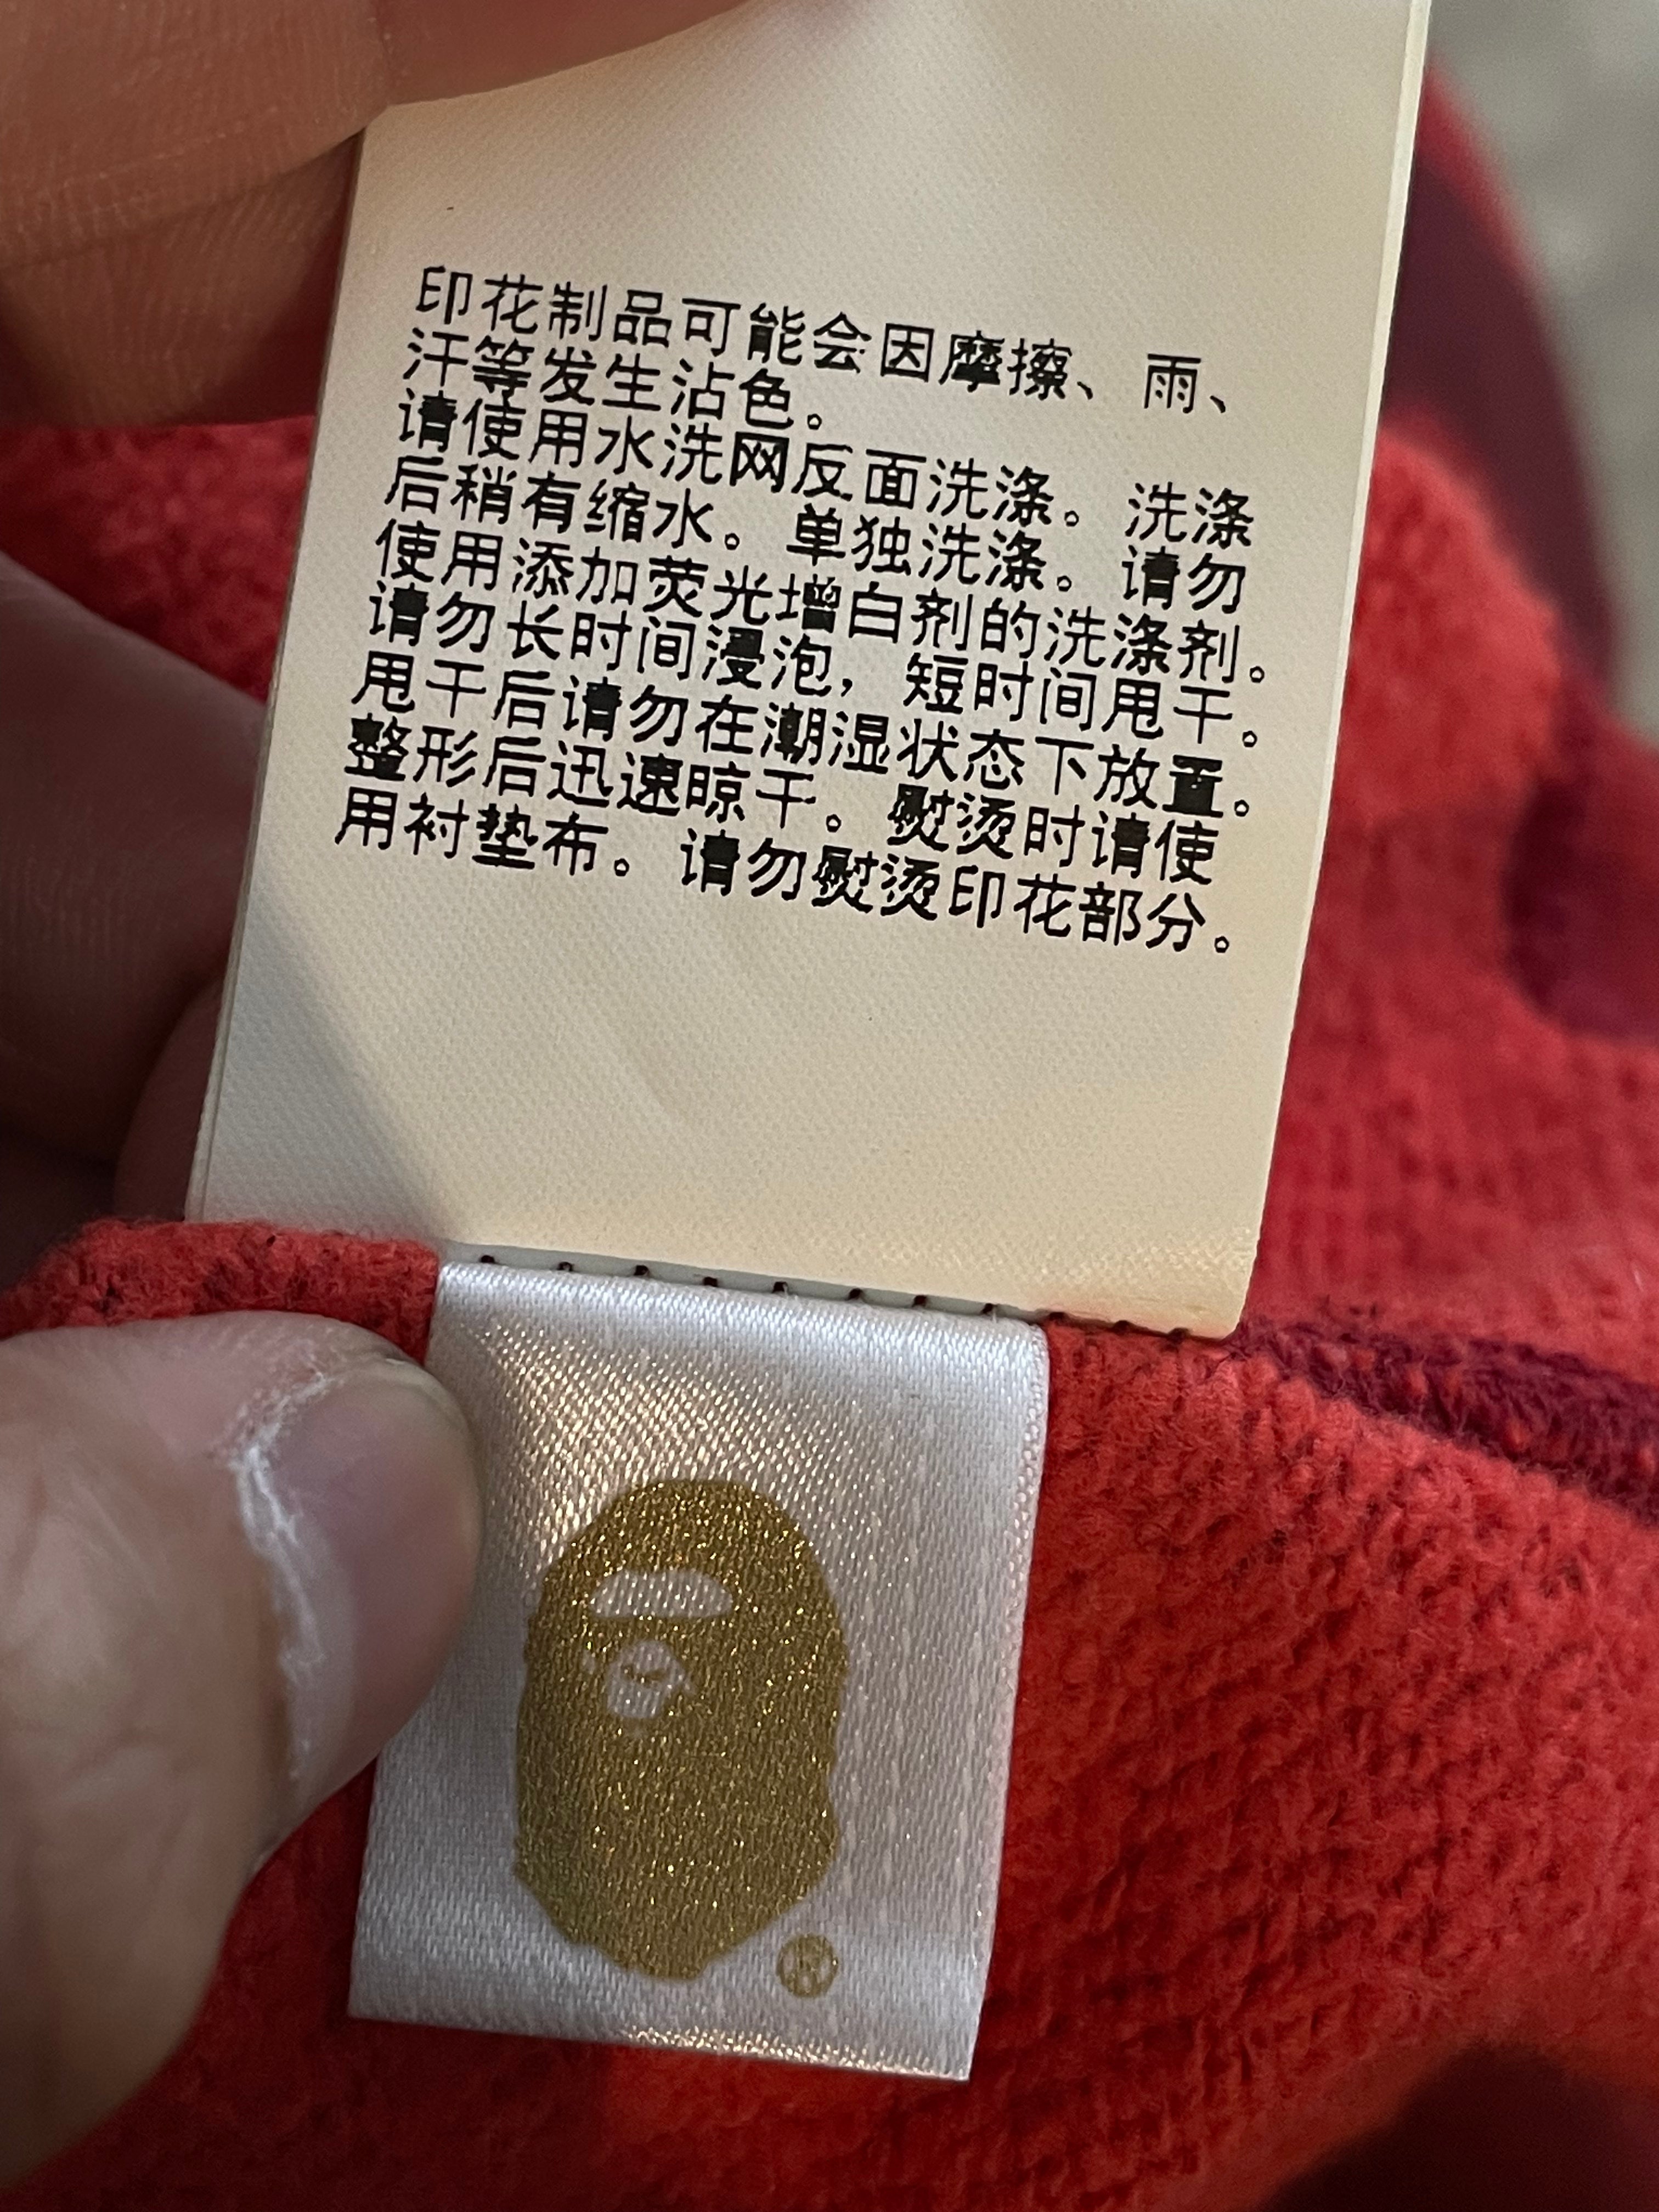 印花制品可能会因摩擦、雨、
汗等发生沾色。
请使用水洗网反面洗涤。洗涤
后稍有缩水。单独洗涤。请勿
使用添加荧光增白剂的洗涤剂。
请勿长时间浸泡，短时间甩干。
甩干后请勿在潮湿状态下放置。
整形后迅速晾干。熨烫时请使
用衬垫布。请勿熨烫印花部分。
®